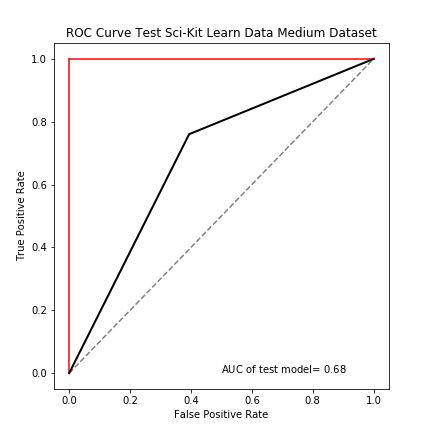 ROC Curve Test Sci-Kit Learn Data Medium Dataset
1.0
0.8
0.6
0.4
0.2
0.0
True Positive Rate
AUC of test model= 0.68
0.0 0.2 0.4 0.6 0.8 1.0
False Positive Rate